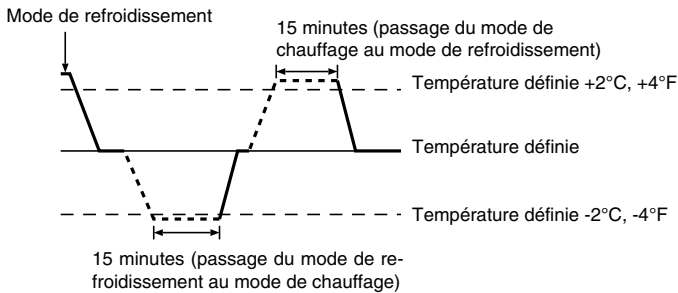 Mode de refroidissement
15 minutes (passage du mode de
chauffage au mode de refroidissement)
Température définie +2°C, +4°F
Température définie
Température définie -2°C, -4°F
15 minutes (passage du mode de re-
froidissement au mode de chauffage)